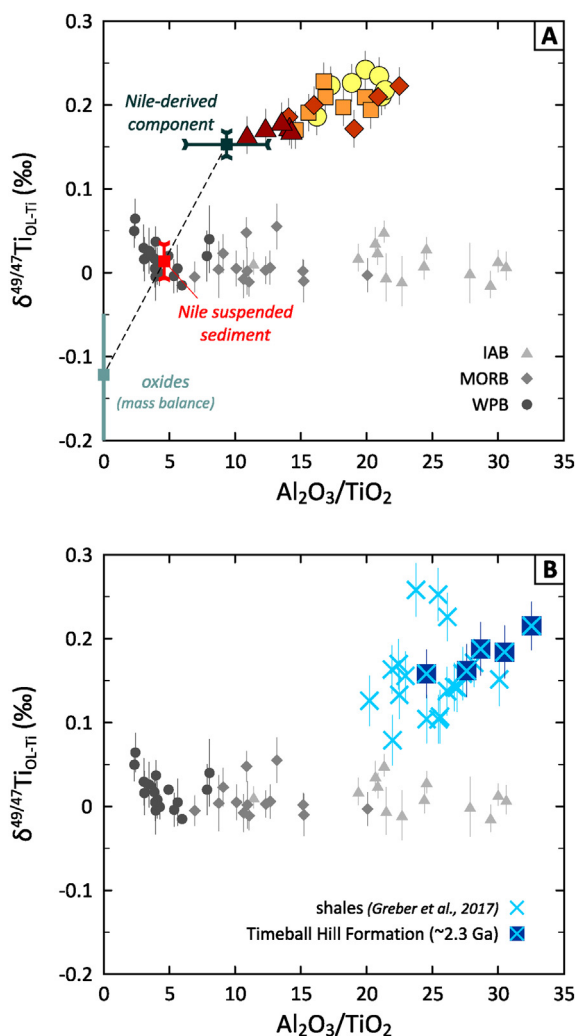 A
0.3
0.2
0.1
0
-0.1
-0.2
δ49/47TiOL-Ti (‰)
Nile-derived
component
Nile suspended
sediment
oxides
(mass balance)
IAB
MORB
WPB
0 5 10 15 20 25 30 35
Al2O3/TiO2
B
0.3
0.2
0.1
0
-0.1
-0.2
δ49/47TiOL-Ti (‰)
shales (Greber et al., 2017)
Timeball Hill Formation (~2.3 Ga)
0 5 10 15 20 25 30 35
Al2O3/TiO2